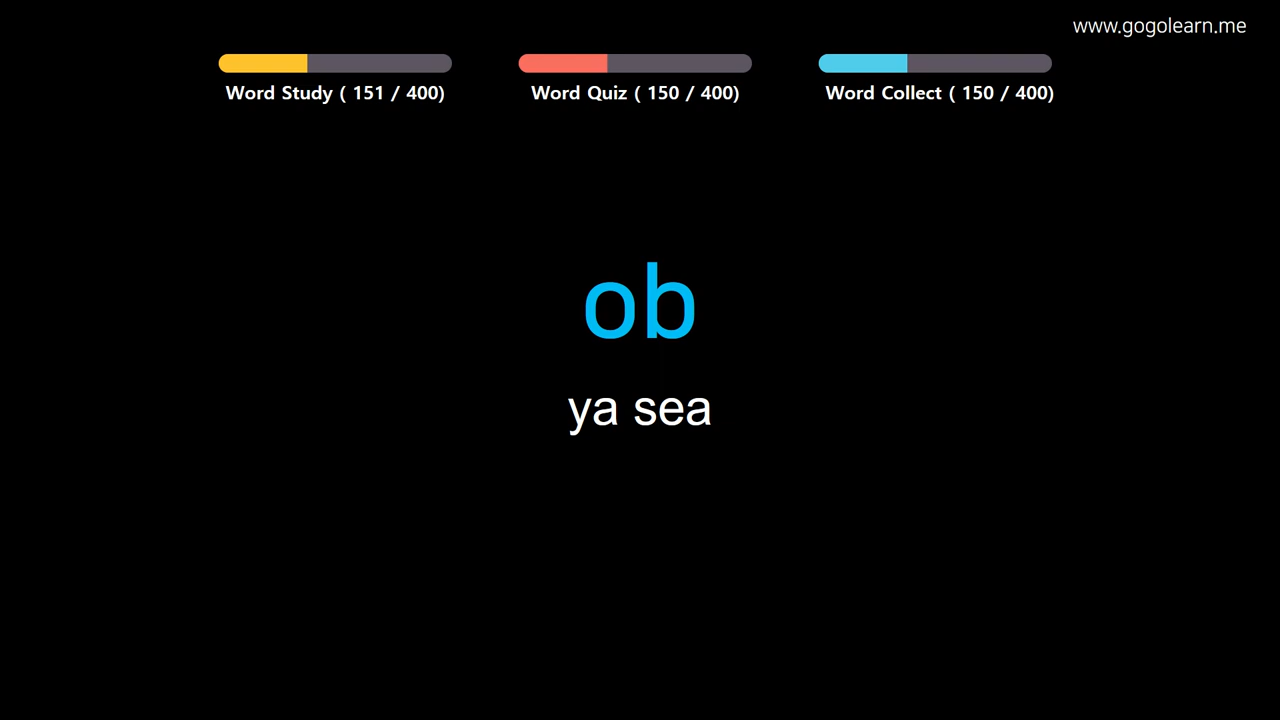 www.gogolearn.me
Word Study ( 151 / 400)
Word Quiz ( 150 / 400)
Word Collect ( 150 / 400)
ob
ya sea